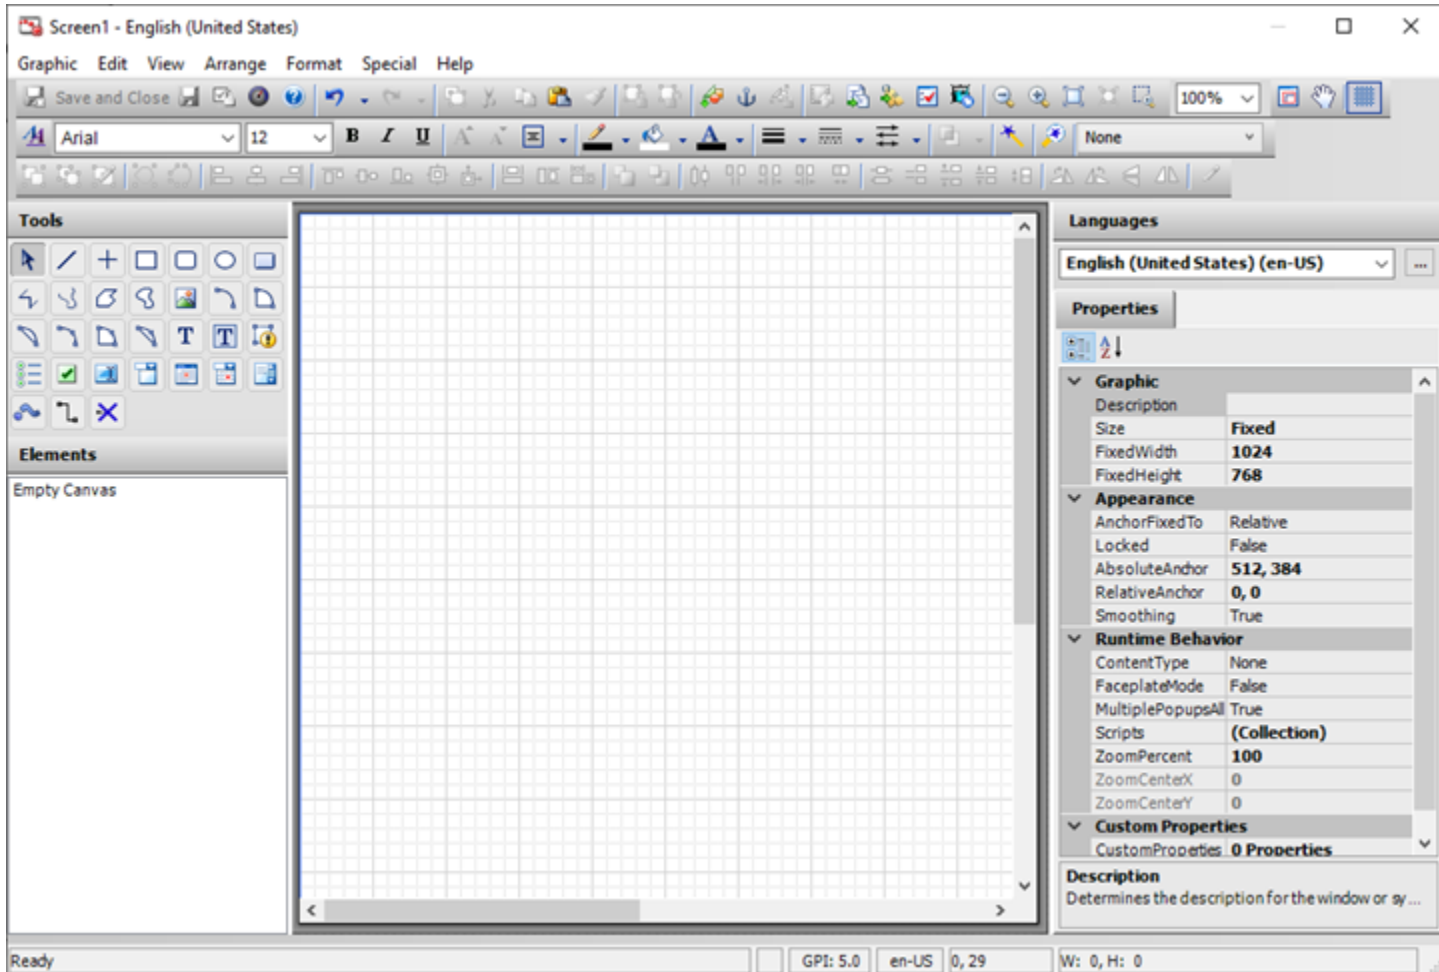 Screen1 - English (United States)
Graphic Edit View Arrange Format Special Help
Save and Close 100%
Arial 12 B I U A None
Tools
Languages
English (United States) (en-US) ...
Properties
T T
Elements
Empty Canvas
Graphic
Description
Size Fixed
FixedWidth 1024
FixedHeight 768
Appearance
AnchorFixedTo Relative
Locked False
AbsoluteAnchor 512, 384
RelativeAnchor 0, 0
Smoothing True
Runtime Behavior
ContentType None
FaceplateMode False
MultiplePopupsAll True
Scripts (Collection)
ZoomPercent 100
ZoomCenterX 0
ZoomCenterY 0
Custom Properties
CustomProperties 0 Properties
Description
Determines the description for the window or sy ...
Ready GPI: 5.0 en-US 0, 29 W: 0, H: 0